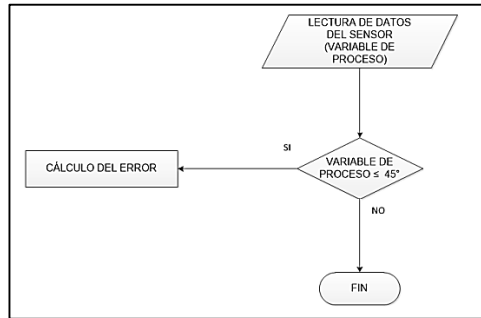 LECTURA DE DATOS
DEL SENSOR
(VARIABLE DE
PROCESO)
SI
CÁLCULO DEL ERROR
VARIABLE DE
PROCESO ≤ 45°
NO
FIN